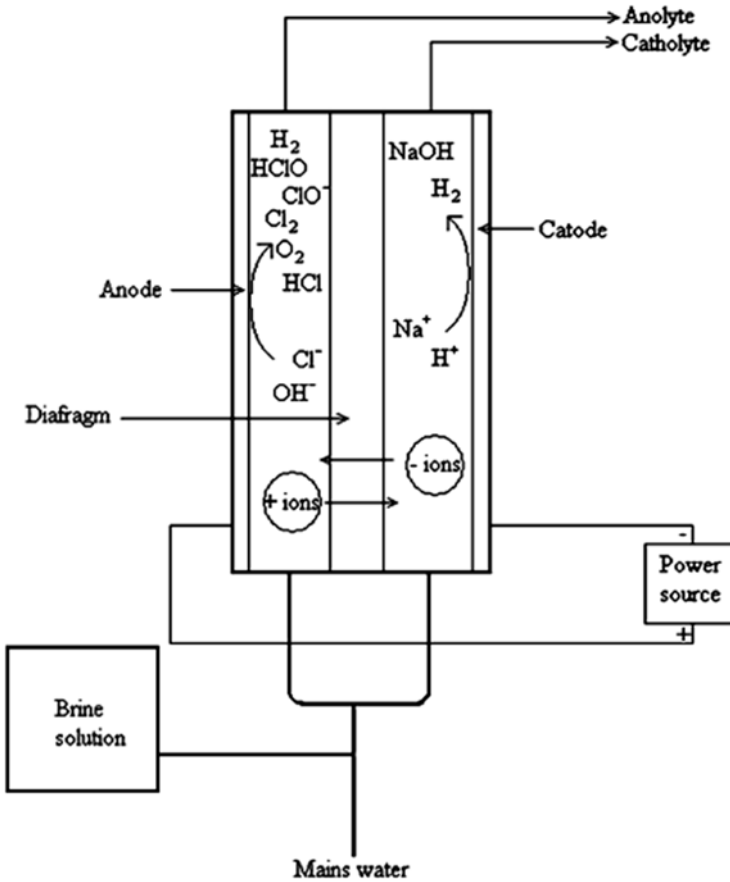 Anolyte
Catholyte
H₂
HClO
ClO⁻
Cl₂
O₂
HCl
Cl⁻
OH⁻
NaOH
H₂
Na⁺
H⁺
Catode
Anode
Diafragm
- ions
+ ions
-
Power
source
+
Brine
solution
Mains water